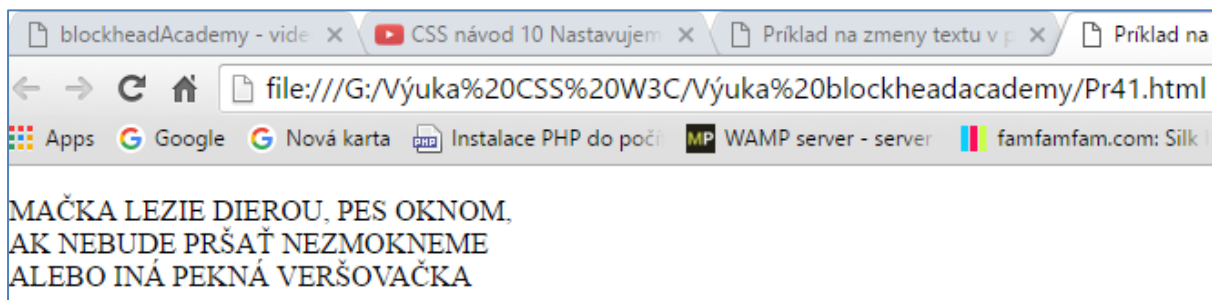 blockheadAcademy - vide
CSS návod 10 Nastavujem
Príklad na zmeny textu v p
Príklad na
file:///G:/Výuka%20CSS%20W3C/Výuka%20blockheadacademy/Pr41.html
Apps Google Nová karta php Instalace PHP do počí MP WAMP server - server famfamfam.com: Silk
MAČKA LEZIE DIEROU, PES OKNOM,
AK NEBUDE PRŠAŤ NEZMOKNEME
ALEBO INÁ PEKNÁ VERŠOVAČKA